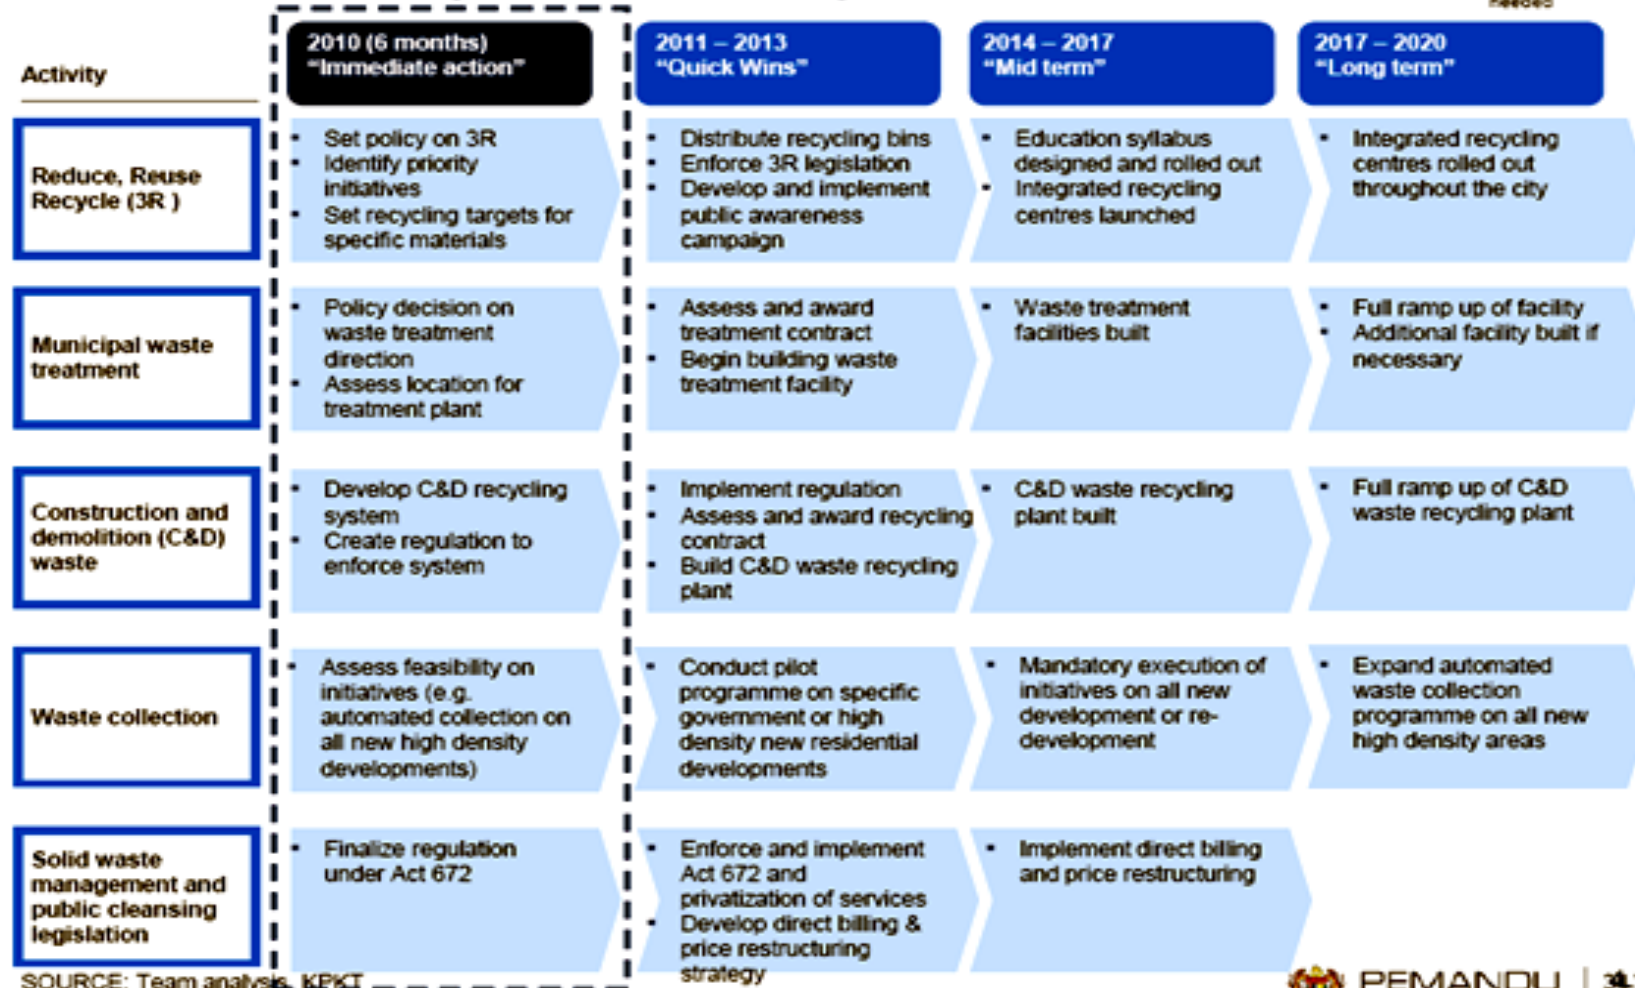 needed
Activity
2010 (6 months)
"Immediate action"
2011 – 2013
"Quick Wins"
2014 – 2017
"Mid term"
2017 – 2020
"Long term"
Reduce, Reuse
Recycle (3R )
▪ Set policy on 3R
▪ Identify priority
initiatives
▪ Set recycling targets for
specific materials
▪ Distribute recycling bins
▪ Enforce 3R legislation
▪ Develop and implement
public awareness
campaign
▪ Education syllabus
designed and rolled out
▪ Integrated recycling
centres launched
▪ Integrated recycling
centres rolled out
throughout the city
Municipal waste
treatment
▪ Policy decision on
waste treatment
direction
▪ Assess location for
treatment plant
▪ Assess and award
treatment contract
▪ Begin building waste
treatment facility
▪ Waste treatment
facilities built
▪ Full ramp up of facility
▪ Additional facility built if
necessary
Construction and
demolition (C&D)
waste
▪ Develop C&D recycling
system
▪ Create regulation to
enforce system
▪ Implement regulation
▪ Assess and award recycling
contract
▪ Build C&D waste recycling
plant
▪ C&D waste recycling
plant built
▪ Full ramp up of C&D
waste recycling plant
Waste collection
▪ Assess feasibility on
initiatives (e.g.
automated collection on
all new high density
developments)
▪ Conduct pilot
programme on specific
government or high
density new residential
developments
▪ Mandatory execution of
initiatives on all new
development or re-
development
▪ Expand automated
waste collection
programme on all new
high density areas
Solid waste
management and
public cleansing
legislation
▪ Finalize regulation
under Act 672
▪ Enforce and implement
Act 672 and
privatization of services
▪ Develop direct billing &
price restructuring
strategy
▪ Implement direct billing
and price restructuring
SOURCE: Team analysis, KPKT
PEMANDU |